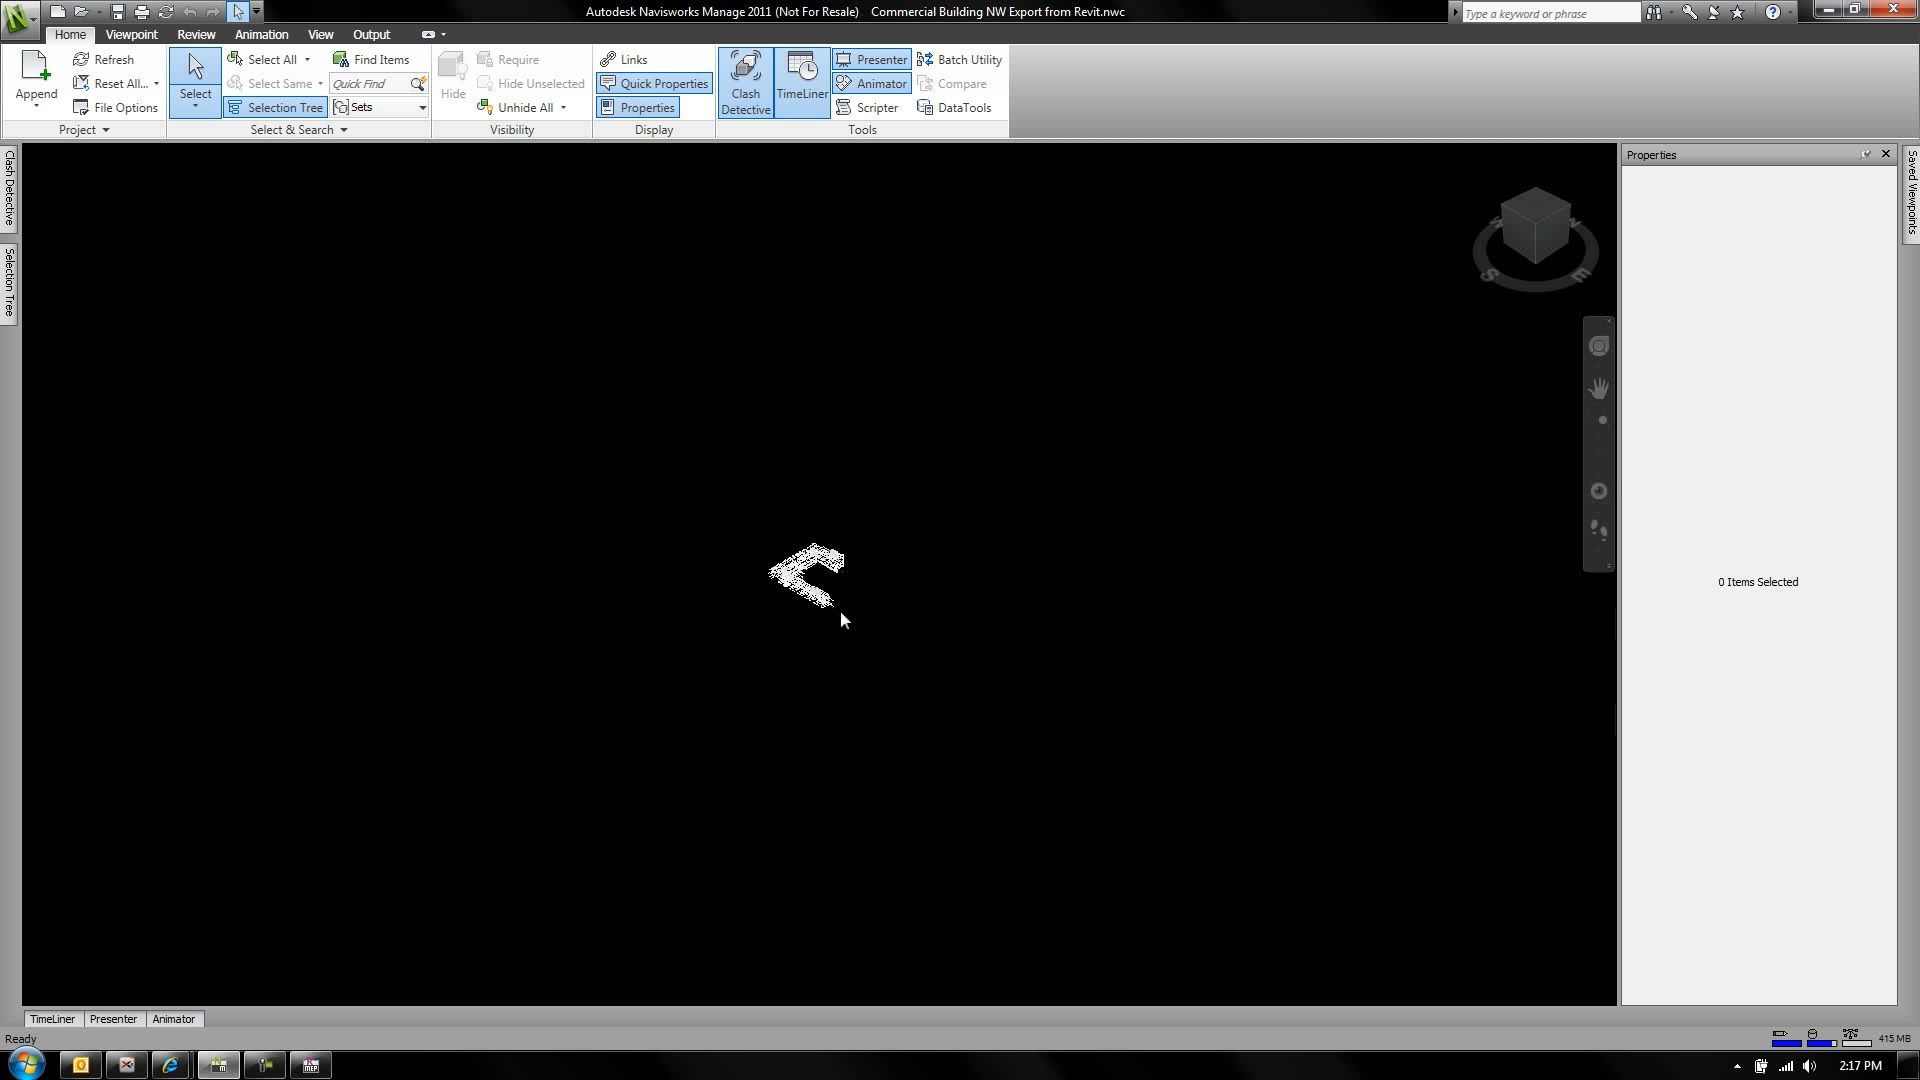 Autodesk Navisworks Manage 2011 (Not For Resale) Commercial Building NW Export from Revit.nwc
Type a keyword or phrase
Home Viewpoint Review Animation View Output
Append
Refresh
Reset All...
File Options
Project
Select
Select All
Select Same
Selection Tree
Find Items
Quick Find
Sets
Select & Search
Hide
Require
Hide Unselected
Unhide All
Visibility
Links
Quick Properties
Properties
Display
Clash
Detective
TimeLiner
Presenter
Animator
Scripter
Batch Utility
Compare
DataTools
Tools
Clash Detective
Selection Tree
Properties
0 Items Selected
Saved Viewpoints
N
S
E
TimeLiner Presenter Animator
Ready
415 MB
MEP
2:17 PM